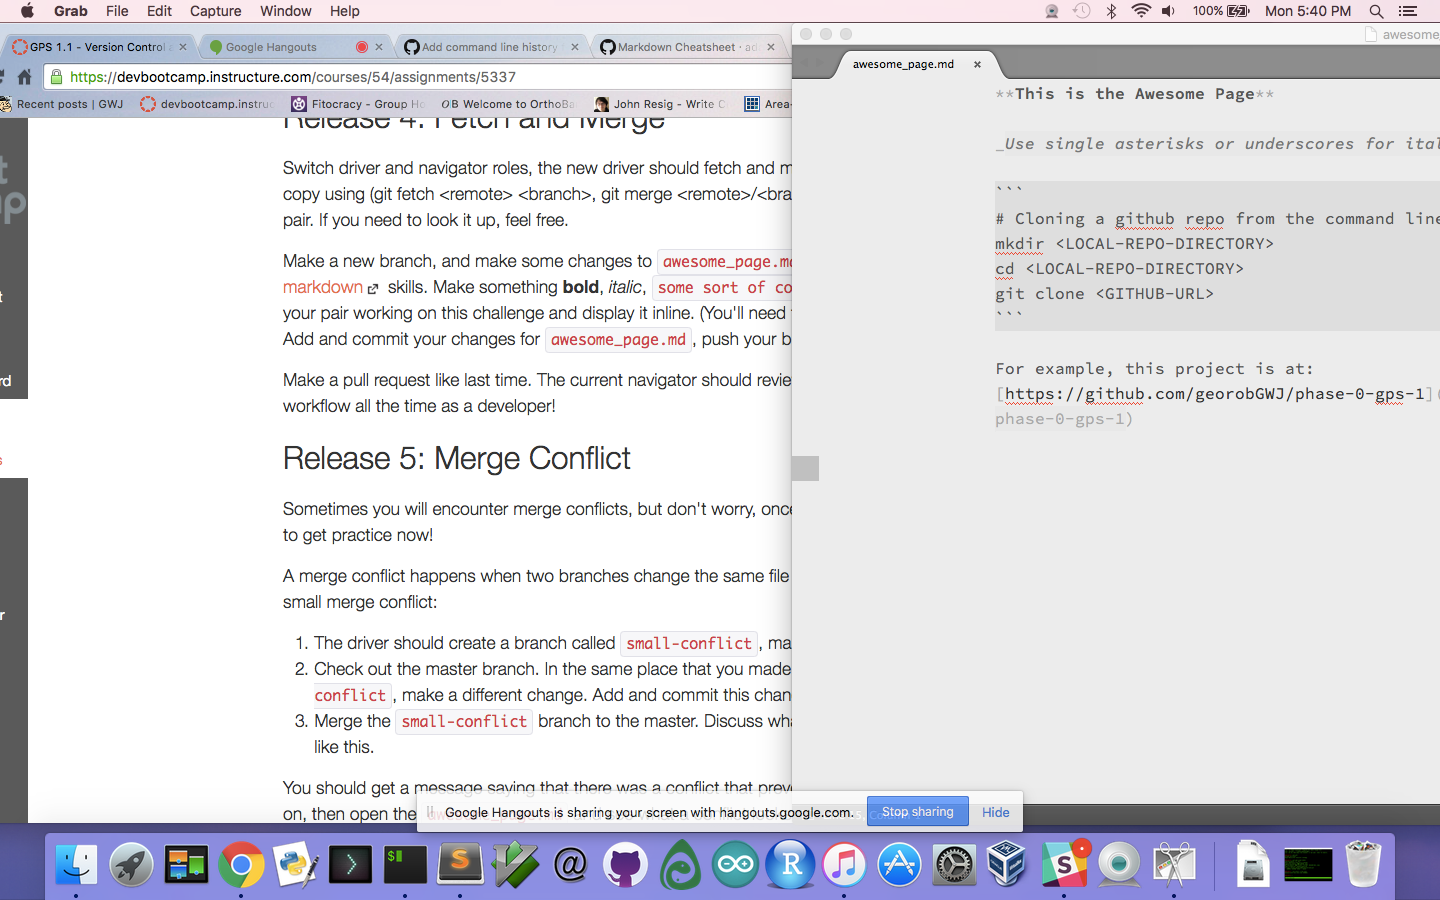 Grab File Edit Capture Window Help 100% Mon 5:40 PM
GPS 1.1 - Version Control
Google Hangouts
Add command line history
Markdown Cheatsheet · ad
https://devbootcamp.instructure.com/courses/54/assignments/5337
Recent posts | GWJ
devbootcamp.instruc
Fitocracy - Group Ho
OB Welcome to OrthoBa
John Resig - Write C
Area-
Release 4: Fetch and Merge
Switch driver and navigator roles, the new driver should fetch and m
copy using (git fetch <remote> <branch>, git merge <remote>/<bra
pair. If you need to look it up, feel free.
Make a new branch, and make some changes to awesome_page.md
markdown skills. Make something bold, italic, some sort of co
your pair working on this challenge and display it inline. (You'll need
Add and commit your changes for awesome_page.md, push your b
Make a pull request like last time. The current navigator should revie
workflow all the time as a developer!
Release 5: Merge Conflict
Sometimes you will encounter merge conflicts, but don't worry, once
to get practice now!
A merge conflict happens when two branches change the same file
small merge conflict:
1. The driver should create a branch called small-conflict, ma
2. Check out the master branch. In the same place that you made
conflict, make a different change. Add and commit this chan
3. Merge the small-conflict branch to the master. Discuss wha
like this.
You should get a message saying that there was a conflict that prev
on, then open the
Google Hangouts is sharing your screen with hangouts.google.com. Stop sharing Hide
awesome_
awesome_page.md
**This is the Awesome Page**
_Use single asterisks or underscores for ital
```
# Cloning a github repo from the command line
mkdir <LOCAL-REPO-DIRECTORY>
cd <LOCAL-REPO-DIRECTORY>
git clone <GITHUB-URL>
```
For example, this project is at:
[https://github.com/georobGWJ/phase-0-gps-1](
phase-0-gps-1)